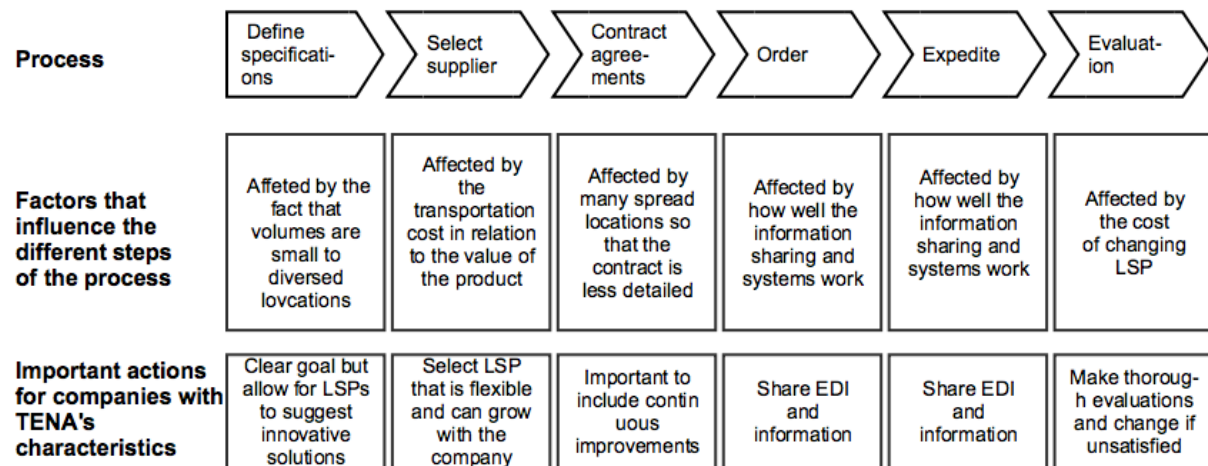 Process
Define
specificati-
ons
Select
supplier
Contract
agree-
ments
Order
Expedite
Evaluat-
ion
Factors that
influence the
different steps
of the process
Affeted by the
fact that
volumes are
small to
diversed
lovcations
Affected by
the
transportation
cost in relation
to the value of
the product
Affected by
many spread
locations so
that the
contract is
less detailed
Affected by
how well the
information
sharing and
systems work
Affected by
how well the
information
sharing and
systems work
Affected by
the cost
of changing
LSP
Important actions
for companies with
TENA's
characteristics
Clear goal but
allow for LSPs
to suggest
innovative
solutions
Select LSP
that is flexible
and can grow
with the
company
Important to
include contin
uous
improvements
Share EDI
and
information
Share EDI
and
information
Make thoroug-
h evaluations
and change if
unsatisfied